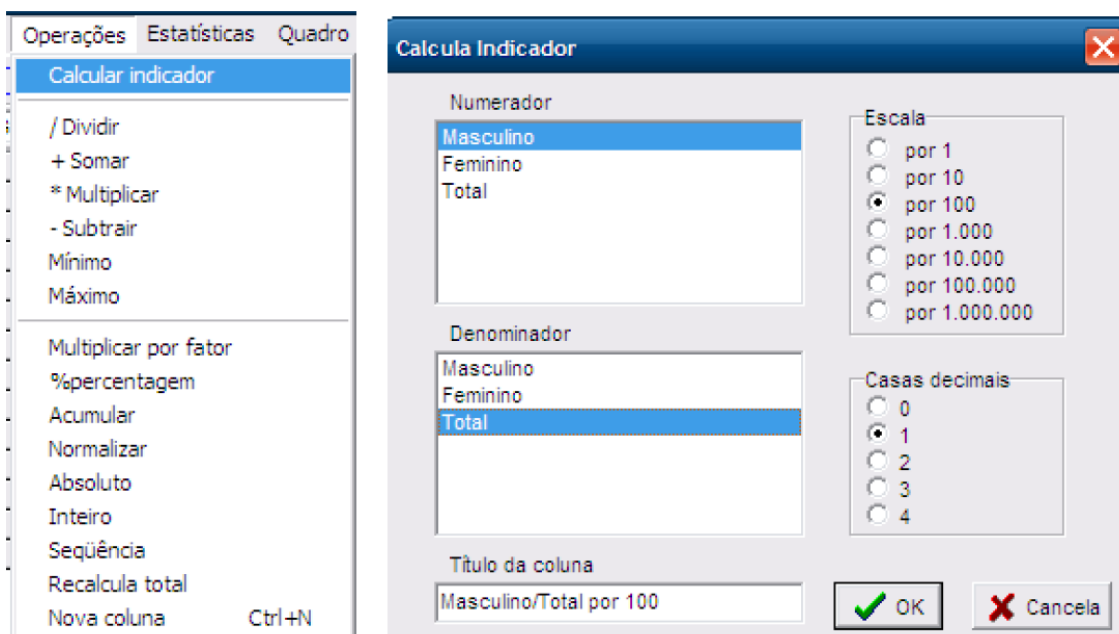 Operações Estatísticas Quadro
Calcular indicador
/ Dividir
+ Somar
* Multiplicar
- Subtrair
Mínimo
Máximo
Multiplicar por fator
%percentagem
Acumular
Normalizar
Absoluto
Inteiro
Seqüência
Recalcula total
Nova coluna Ctrl+N
Calcula Indicador
Numerador
Masculino
Feminino
Total
Denominador
Masculino
Feminino
Total
Título da coluna
Masculino/Total por 100
Escala
por 1
por 10
por 100
por 1.000
por 10.000
por 100.000
por 1.000.000
Casas decimais
0
1
2
3
4
OK
Cancela